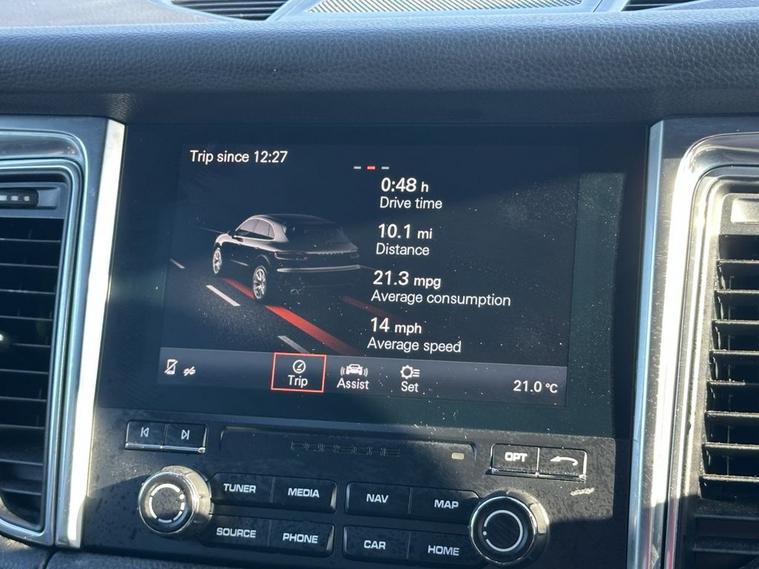 Trip since 12:27
0:48 h
Drive time
10.1 mi
Distance
21.3 mpg
Average consumption
14 mph
Average speed
Trip
Assist
Set
21.0 °C
OPT
TUNER
MEDIA
NAV
MAP
SOURCE
PHONE
CAR
HOME